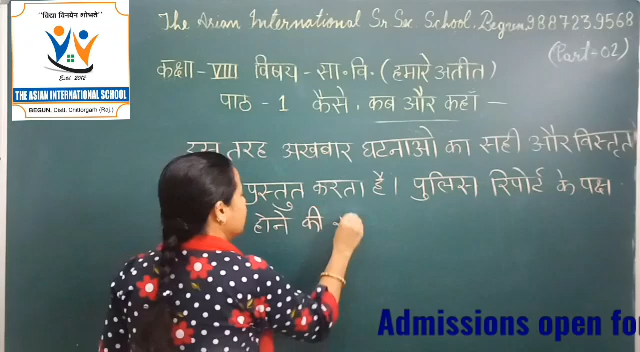 "विद्या विनयेन शोभते"
Estd. 2012
THE ASIAN INTERNATIONAL SCHOOL
BEGUN, Distt. Chittorgarh (Raj.)
The Asian International Sr Sec School, Begun, 9887239568
(Part-02)
कक्षा - VIII विषय - सा. वि. (हमारे अतीत)
पाठ - 1 कैसे, कब और कहाँ -
तरह अखबार घटनाओ का सही और विस्तृत
प्रस्तुत करता है। पुलिस रिपोर्ट के पक्ष
होने की
Admissions open for